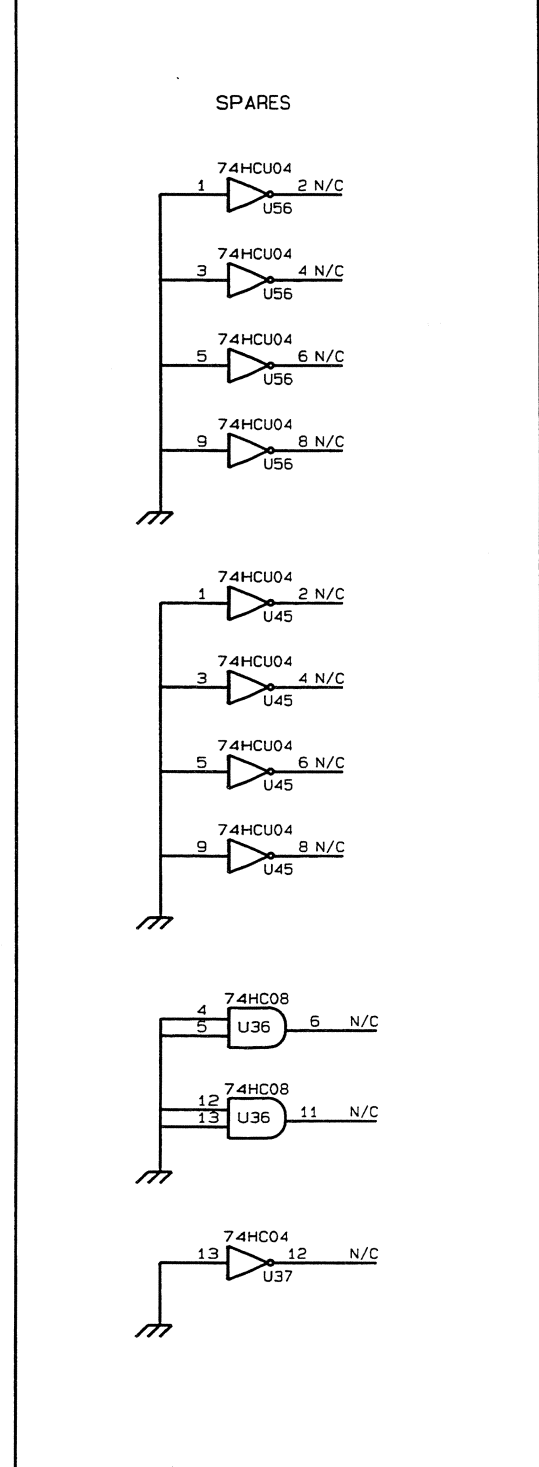 SPARES
74HCU04
1 2 N/C
U56
74HCU04
3 4 N/C
U56
74HCU04
5 6 N/C
U56
74HCU04
9 8 N/C
U56
74HCU04
1 2 N/C
U45
74HCU04
3 4 N/C
U45
74HCU04
5 6 N/C
U45
74HCU04
9 8 N/C
U45
74HC08
4
5 U36 6 N/C
74HC08
12
13 U36 11 N/C
74HC04
13 12 N/C
U37